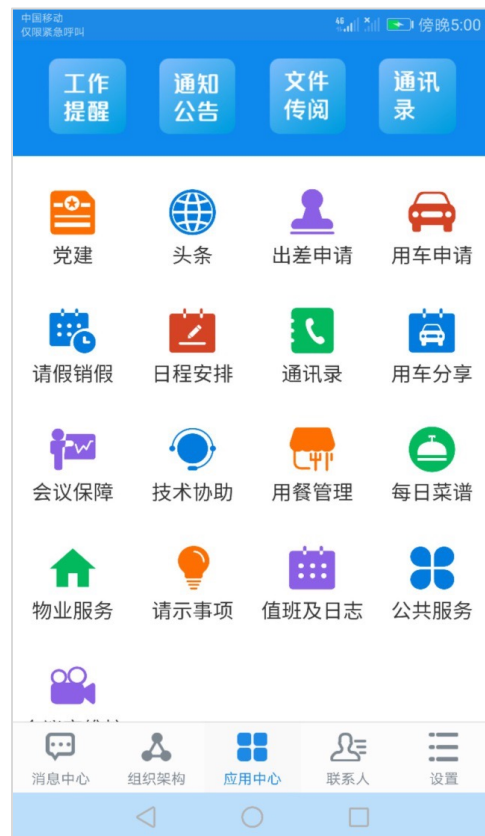 中国移动
仅限紧急呼叫
46
傍晚5:00
工作
提醒
通知
公告
文件
传阅
通讯
录
党建
头条
出差申请
用车申请
请假销假
日程安排
通讯录
用车分享
会议保障
技术协助
用餐管理
每日菜谱
物业服务
请示事项
值班及日志
公共服务
消息中心
组织架构
应用中心
联系人
设置